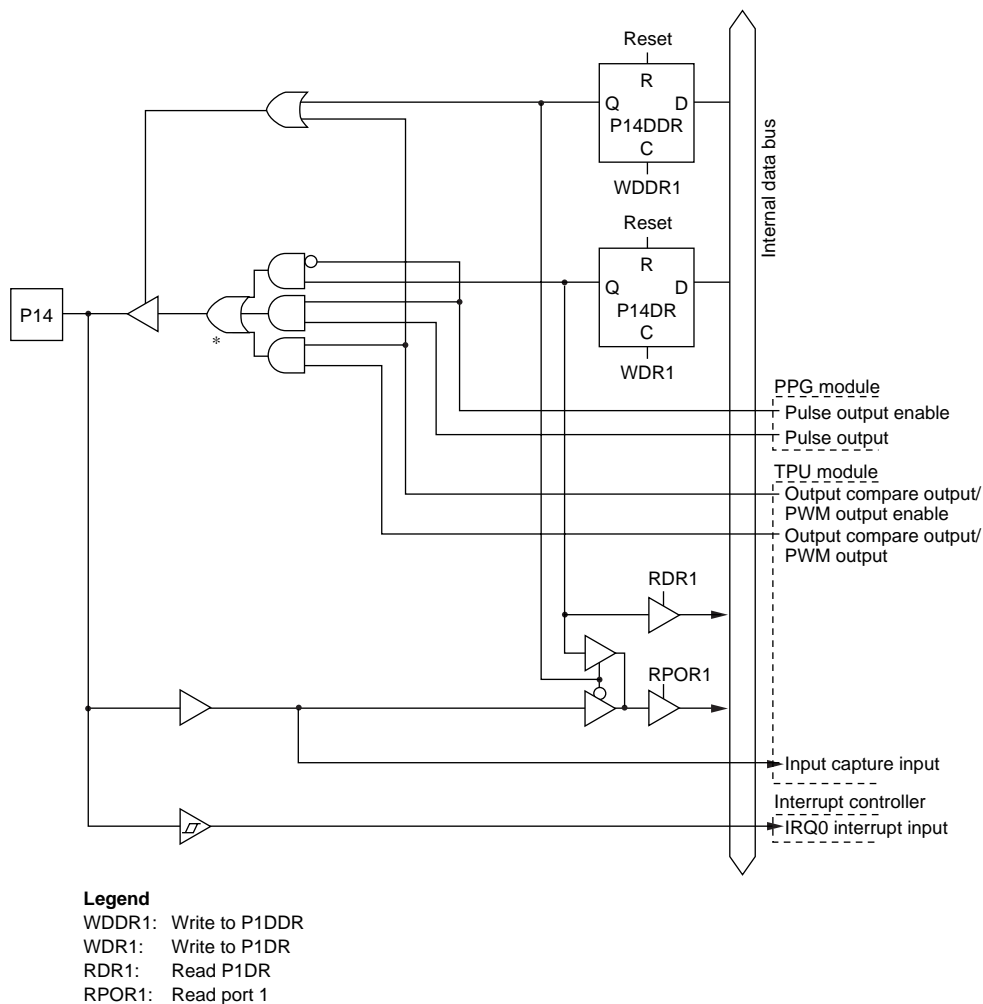 Reset
R
Q D
P14DDR
C
WDDR1
Internal data bus
Reset
R
Q D
P14DR
C
WDR1
P14
*
PPG module
Pulse output enable
Pulse output
TPU module
Output compare output/
PWM output enable
Output compare output/
PWM output
RDR1
RPOR1
Input capture input
Interrupt controller
IRQ0 interrupt input
Legend
WDDR1: Write to P1DDR
WDR1: Write to P1DR
RDR1: Read P1DR
RPOR1: Read port 1